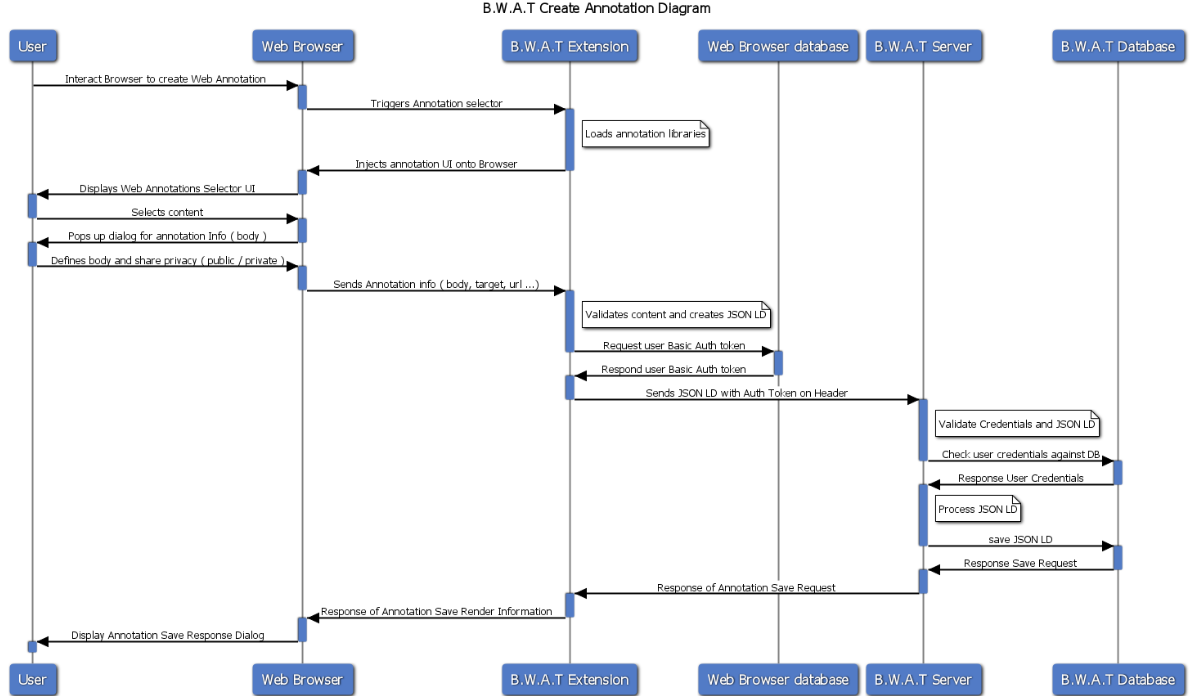 B.W.A.T Create Annotation Diagram
User
Web Browser
B.W.A.T Extension
Web Browser database
B.W.A.T Server
B.W.A.T Database
Interact Browser to create Web Annotation
Triggers Annotation selector
Loads annotation libraries
Injects annotation UI onto Browser
Displays Web Annotations Selector UI
Selects content
Pops up dialog for annotation Info ( body )
Defines body and share privacy ( public / private )
Sends Annotation info ( body, target, url ...)
Validates content and creates JSON LD
Request user Basic Auth token
Respond user Basic Auth token
Sends JSON LD with Auth Token on Header
Validate Credentials and JSON LD
Check user credentials against DB
Response User Credentials
Process JSON LD
save JSON LD
Response Save Request
Response of Annotation Save Request
Response of Annotation Save Render Information
Display Annotation Save Response Dialog
User
Web Browser
B.W.A.T Extension
Web Browser database
B.W.A.T Server
B.W.A.T Database